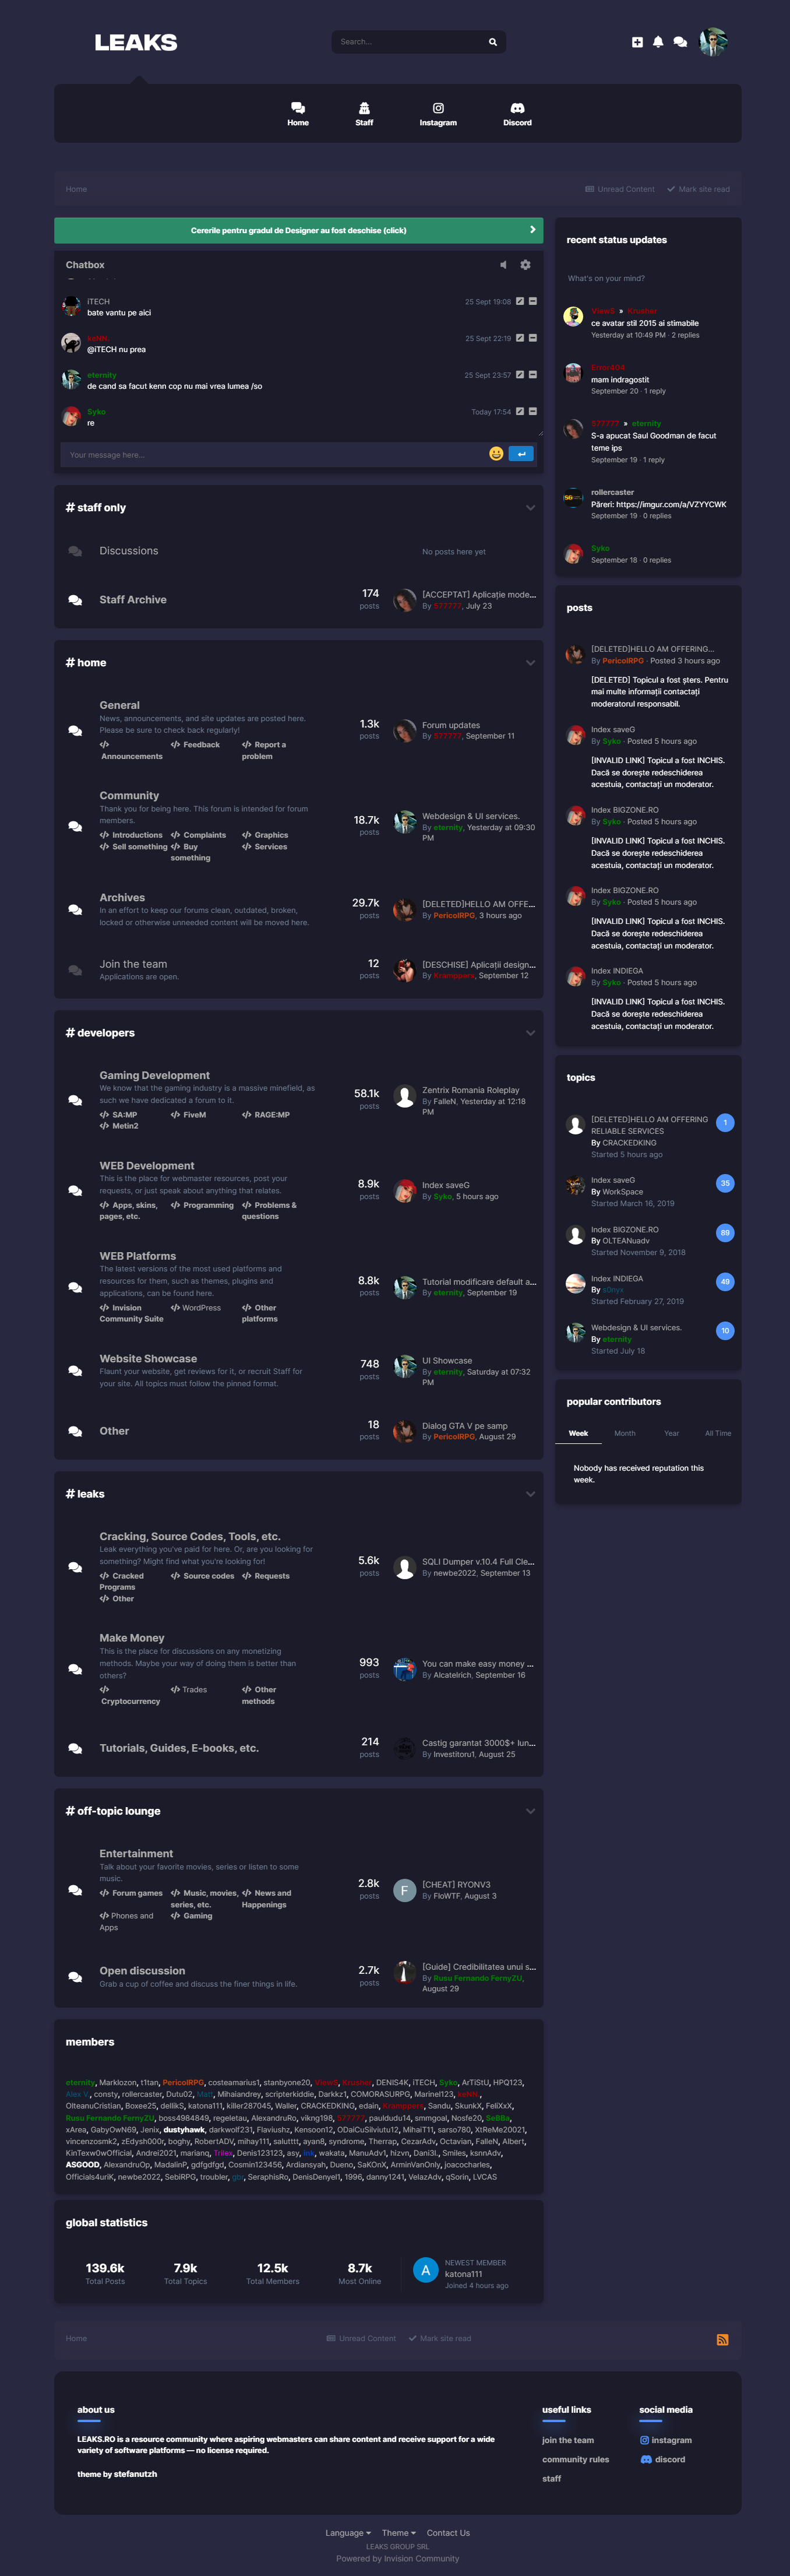 LEAKS
Search...
Home
Staff
Instagram
Discord
Home
Unread Content
Mark site read
Cererile pentru gradul de Designer au fost deschise (click)
Chatbox
iTECH
25 Sept 19:08
bate vantu pe aici
25 Sept 22:19
@iTECH nu prea
eternity
25 Sept 23:57
de cand sa facut kenn cop nu mai vrea lumea /so
Syko
Today 17:54
re
Your message here...
# staff only
Discussions
No posts here yet
Staff Archive
174
posts
[ACCEPTAT] Aplicație mode...
By S77777, July 23
# home
General
News, announcements, and site updates are posted here.
Please be sure to check back regularly!
Announcements
Feedback
Report a
problem
1.3k
posts
Forum updates
By S77777, September 11
Community
Thank you for being here. This forum is intended for forum
members.
Introductions
Complaints
Graphics
Sell something
Buy
something
Services
18.7k
posts
Webdesign & UI services.
By eternity, Yesterday at 09:30
PM
Archives
In an effort to keep our forums clean, outdated, broken,
locked or otherwise unneeded content will be moved here.
29.7k
posts
[DELETED]HELLO AM OFFE...
By PericolRPG, 3 hours ago
Join the team
Applications are open.
12
posts
[DESCHISE] Aplicații design...
By Krampeers, September 12
# developers
Gaming Development
We know that the gaming industry is a massive minefield, as
such we have dedicated a forum to it.
SA:MP
FiveM
RAGE:MP
Metin2
58.1k
posts
Zentrix Romania Roleplay
By FalleN, Yesterday at 12:18
PM
WEB Development
This is the place for webmaster resources, post your
requests, or just speak about anything that relates.
Apps, skins,
pages, etc.
Programming
Problems &
questions
8.9k
posts
Index saveG
By Syko, 5 hours ago
WEB Platforms
The latest versions of the most used platforms and
resources for them, such as themes, plugins and
applications, can be found here.
Invision
Community Suite
WordPress
Other
platforms
8.8k
posts
Tutorial modificare default a...
By eternity, September 19
Website Showcase
Flaunt your website, get reviews for it, or recruit Staff for
your site. All topics must follow the pinned format.
748
posts
UI Showcase
By eternity, Saturday at 07:32
PM
Other
18
posts
Dialog GTA V pe samp
By PericolRPG, August 29
# leaks
Cracking, Source Codes, Tools, etc.
Leak everything you've paid for here. Or, are you looking for
something? Might find what you're looking for!
Cracked
Programs
Source codes
Requests
Other
5.6k
posts
SQLI Dumper v.10.4 Full Cle...
By newbe2022, September 13
Make Money
This is the place for discussions on any monetizing
methods. Maybe your way of doing them is better than
others?
Cryptocurrency
Trades
Other
methods
993
posts
You can make easy money ...
By Alcatelrich, September 16
Tutorials, Guides, E-books, etc.
214
posts
Castig garantat 3000$+ lun...
By Investitoru1, August 25
# off-topic lounge
Entertainment
Talk about your favorite movies, series or listen to some
music.
Forum games
Music, movies,
series, etc.
News and
Happenings
Phones and
Apps
Gaming
2.8k
posts
F
[CHEAT] RYONV3
By FloWTF, August 3
Open discussion
Grab a cup of coffee and discuss the finer things in life.
2.7k
posts
[Guide] Credibilitatea unui s...
By Rusu Fernando FernyZU,
August 29
members
eternity, Marklozon, t1tan, PericolRPG, costeamarius1, stanbyone20, Krusher, DENIS4K, iTECH, Syko, ArTiStU, HPQ123,
Alex V., consty, rollercaster, Dutu02, Matt, Mihaiandrey, scripterkiddie, Darkkz1, COMORASURPG, Marinel123,
OlteanuCristian, Boxee25, dellikS, katona111, killer287045, Waller, CRACKEDKING, edain, Krampeers, Sandu, SkunkX, FeliXxX,
Rusu Fernando FernyZU, boss4984849, regeletau, AlexandruRo, vikng198, S77777, pauldudu14, smmgoal, Nosfe20, SeBBa,
xArea, GabyOwN69, Jenix, dustyhawk, darkwolf231, Flaviushz, Kensoon12, ODaiCuSilviutu12, MihaiT11, sarso780, XtReMe20021,
vincenzosmk2, zEdysh000r, boghy, RobertADV, mihay111, salutttt, ayan8, syndrome, Therrap, CezarAdv, Octavian, FalleN, Albert,
KinTexw0wOfficial, Andrei2021, marianq, Trilex, Denis123123, asy, wakata, ManuAdv1, hizvn, Dani3l., Smiles, ksnnAdv,
ASGOOD, AlexandruOp, MadalinP, gdfgdfgd, Cosmin123456, Ardiansyah, Dueno, SaKOnX, ArminVanOnly, joacocharles,
Officials4uriK, newbe2022, SebiRPG, troubler, SeraphisRo, DenisDenyel1, 1996, danny1241, VelazAdv, qSorin, LVCAS
global statistics
139.6k
Total Posts
7.9k
Total Topics
12.5k
Total Members
8.7k
Most Online
A
NEWEST MEMBER
katona111
Joined 4 hours ago
recent status updates
What's on your mind?
ViewS » Krusher
ce avatar stil 2015 ai stimabile
Yesterday at 10:49 PM · 2 replies
Error404
mam indragostit
September 20 · 1 reply
S77777 » eternity
S-a apucat Saul Goodman de facut
teme ips
September 19 · 1 reply
rollercaster
Păreri: https://imgur.com/a/VZYYCWK
September 19 · 0 replies
Syko
September 18 · 0 replies
posts
[DELETED]HELLO AM OFFERING...
By PericolRPG · Posted 3 hours ago
[DELETED] Topicul a fost șters. Pentru
mai multe informații contactați
moderatorul responsabil.
Index saveG
By Syko · Posted 5 hours ago
[INVALID LINK] Topicul a fost INCHIS.
Dacă se dorește redeschiderea
acestuia, contactați un moderator.
Index BIGZONE.RO
By Syko · Posted 5 hours ago
[INVALID LINK] Topicul a fost INCHIS.
Dacă se dorește redeschiderea
acestuia, contactați un moderator.
Index BIGZONE.RO
By Syko · Posted 5 hours ago
[INVALID LINK] Topicul a fost INCHIS.
Dacă se dorește redeschiderea
acestuia, contactați un moderator.
Index INDIEGA
By Syko · Posted 5 hours ago
[INVALID LINK] Topicul a fost INCHIS.
Dacă se dorește redeschiderea
acestuia, contactați un moderator.
topics
[DELETED]HELLO AM OFFERING
RELIABLE SERVICES
By CRACKEDKING
Started 5 hours ago
1
Index saveG
By WorkSpace
Started March 16, 2019
35
Index BIGZONE.RO
By OLTEANuadv
Started November 9, 2018
89
Index INDIEGA
By s0nyx
Started February 27, 2019
49
Webdesign & UI services.
By eternity
Started July 18
10
popular contributors
Week
Month
Year
All Time
Nobody has received reputation this
week.
Home
Unread Content
Mark site read
about us
LEAKS.RO is a resource community where aspiring webmasters can share content and receive support for a wide
variety of software platforms — no license required.
theme by stefanutzh
useful links
join the team
community rules
staff
social media
instagram
discord
Language
Theme
Contact Us
LEAKS GROUP SRL
Powered by Invision Community